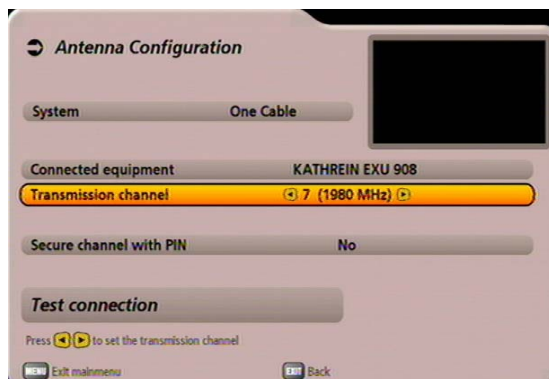 Antenna Configuration
System One Cable
Connected equipment KATHREIN EXU 908
Transmission channel 7 (1980 MHz)
Secure channel with PIN No
Test connection
Press to set the transmission channel
MENU Exit mainmenu EXIT Back